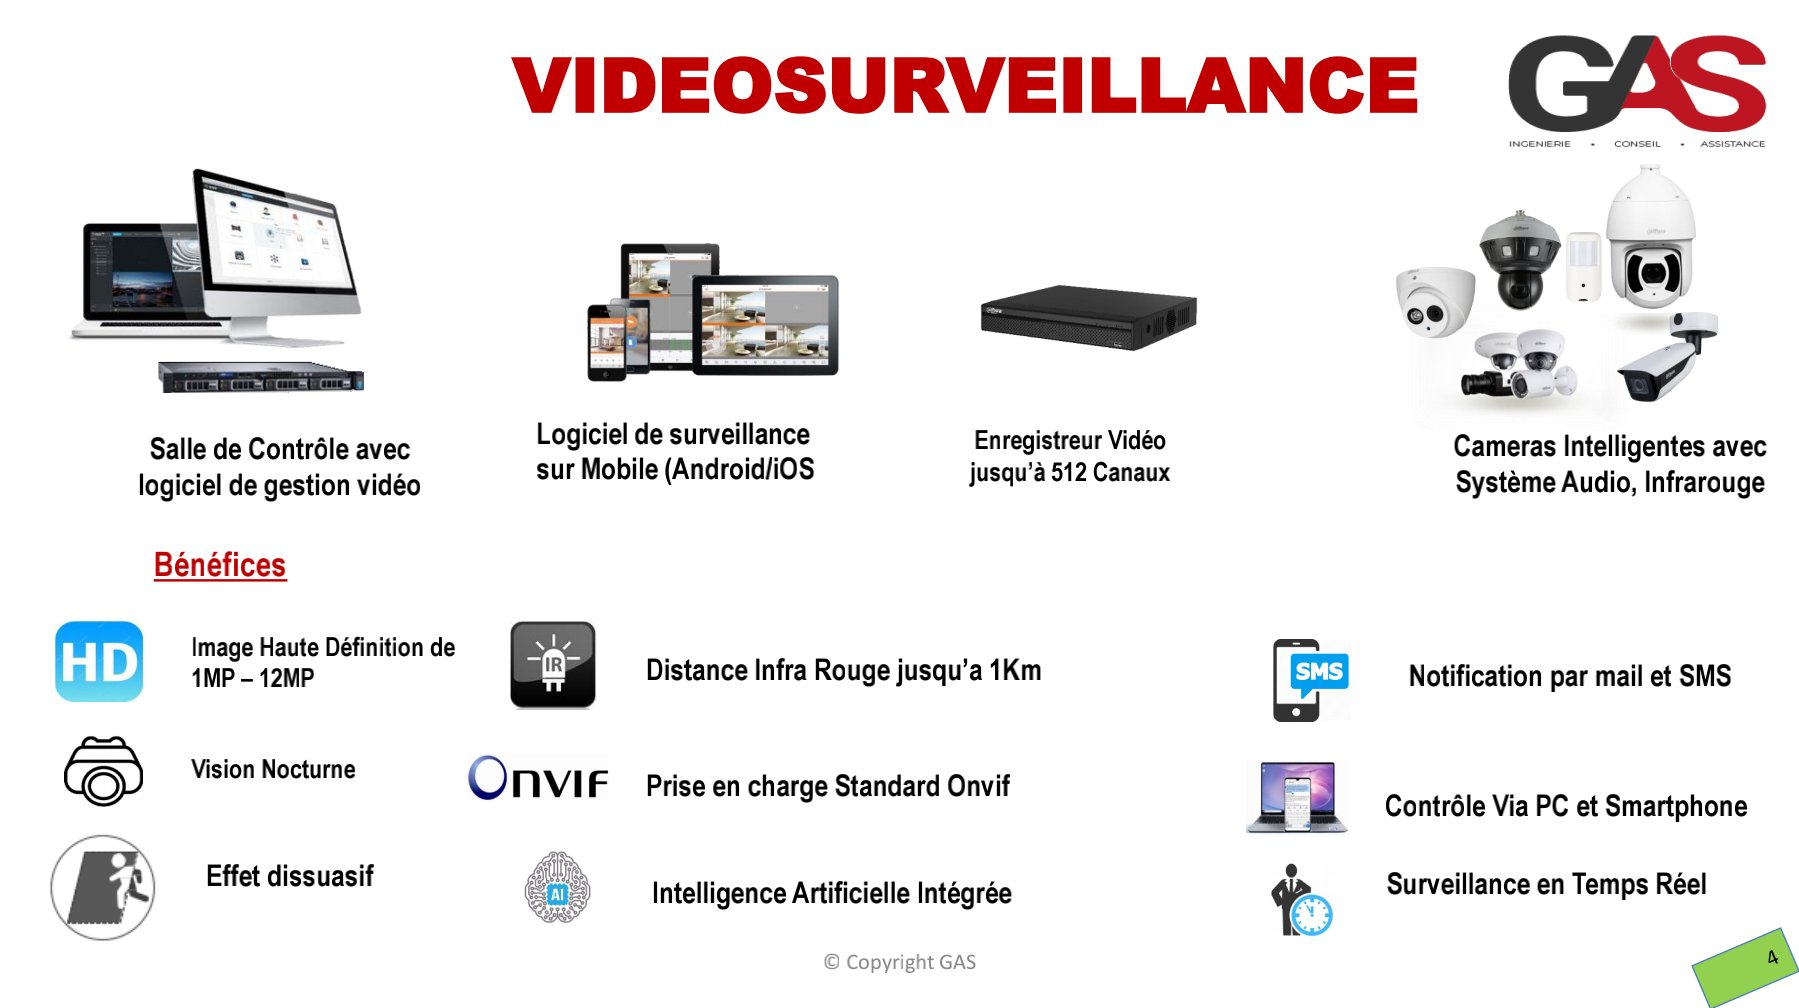 VIDEOSURVEILLANCE
GAS
INGENIERIE • CONSEIL • ASSISTANCE
Salle de Contrôle avec
logiciel de gestion vidéo
Logiciel de surveillance
sur Mobile (Android/iOS
Enregistreur Vidéo
jusqu’à 512 Canaux
Cameras Intelligentes avec
Système Audio, Infrarouge
Bénéfices
HD
Image Haute Définition de
1MP – 12MP
IR
Distance Infra Rouge jusqu’a 1Km
SMS
Notification par mail et SMS
Vision Nocturne
ONVIF
Prise en charge Standard Onvif
Contrôle Via PC et Smartphone
Effet dissuasif
AI
Intelligence Artificielle Intégrée
Surveillance en Temps Réel
© Copyright GAS
4